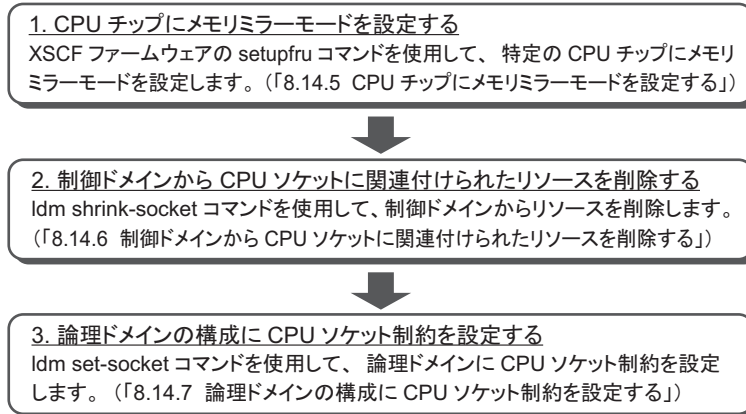 1. CPU チップにメモリミラーモードを設定する
XSCF ファームウェアの setupfru コマンドを使用して、 特定の CPU チップにメモリ
ミラーモードを設定します。（「8.14.5 CPU チップにメモリミラーモードを設定する」）
2. 制御ドメインから CPU ソケットに関連付けられたリソースを削除する
ldm shrink-socket コマンドを使用して、制御ドメインからリソースを削除します。
（「8.14.6 制御ドメインから CPU ソケットに関連付けられたリソースを削除する」）
3. 論理ドメインの構成に CPU ソケット制約を設定する
ldm set-socket コマンドを使用して、 論理ドメインに CPU ソケット制約を設定
します。（「8.14.7 論理ドメインの構成に CPU ソケット制約を設定する」）